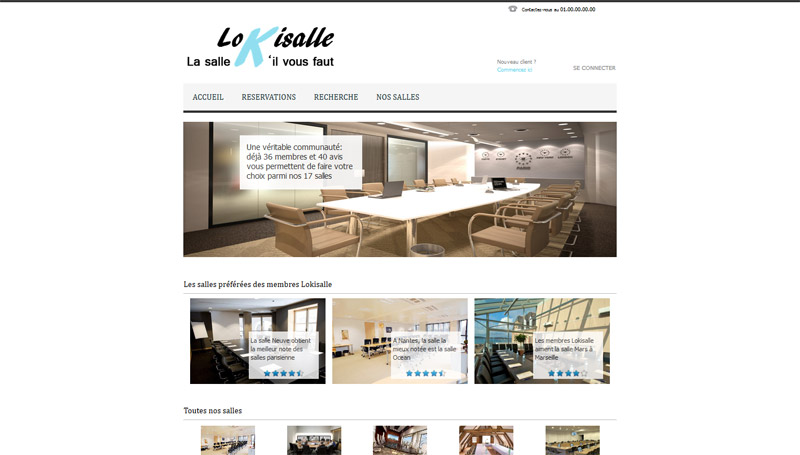 Contactez-nous au 01.00.00.00.00
LoKisalle
La salle K'il vous faut
Nouveau client ?
Commencez ici
SE CONNECTER
ACCUEIL RESERVATIONS RECHERCHE NOS SALLES
Une véritable communauté:
déjà 36 membres et 40 avis
vous permettent de faire votre
choix parmi nos 17 salles
Les salles préférées des membres Lokisalle
La salle Neuve obtient
la meilleur note des
salles parisienne
A Nantes, la salle la
mieux notée est la salle
Ocean
Les membres Lokisalle
aiment la salle Mars à
Marseille
Toutes nos salles